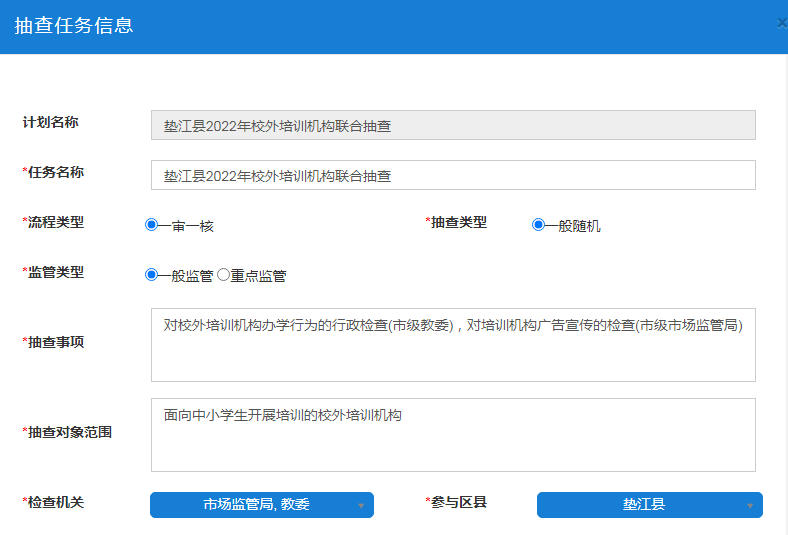 抽查任务信息
计划名称 垫江县2022年校外培训机构联合抽查
*任务名称 垫江县2022年校外培训机构联合抽查
*流程类型 一审一核 *抽查类型 一般随机
*监管类型 一般监管 重点监管
*抽查事项 对校外培训机构办学行为的行政检查(市级教委)，对培训机构广告宣传的检查(市级市场监管局)
*抽查对象范围 面向中小学生开展培训的校外培训机构
*检查机关 市场监管局, 教委 *参与区县 垫江县